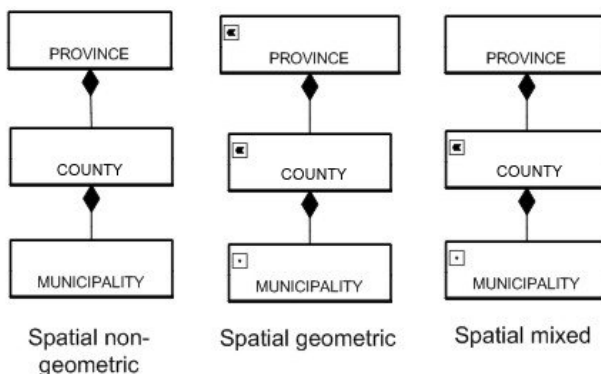 PROVINCE
COUNTY
MUNICIPALITY
Spatial non-
geometric
PROVINCE
COUNTY
MUNICIPALITY
Spatial geometric
PROVINCE
COUNTY
MUNICIPALITY
Spatial mixed